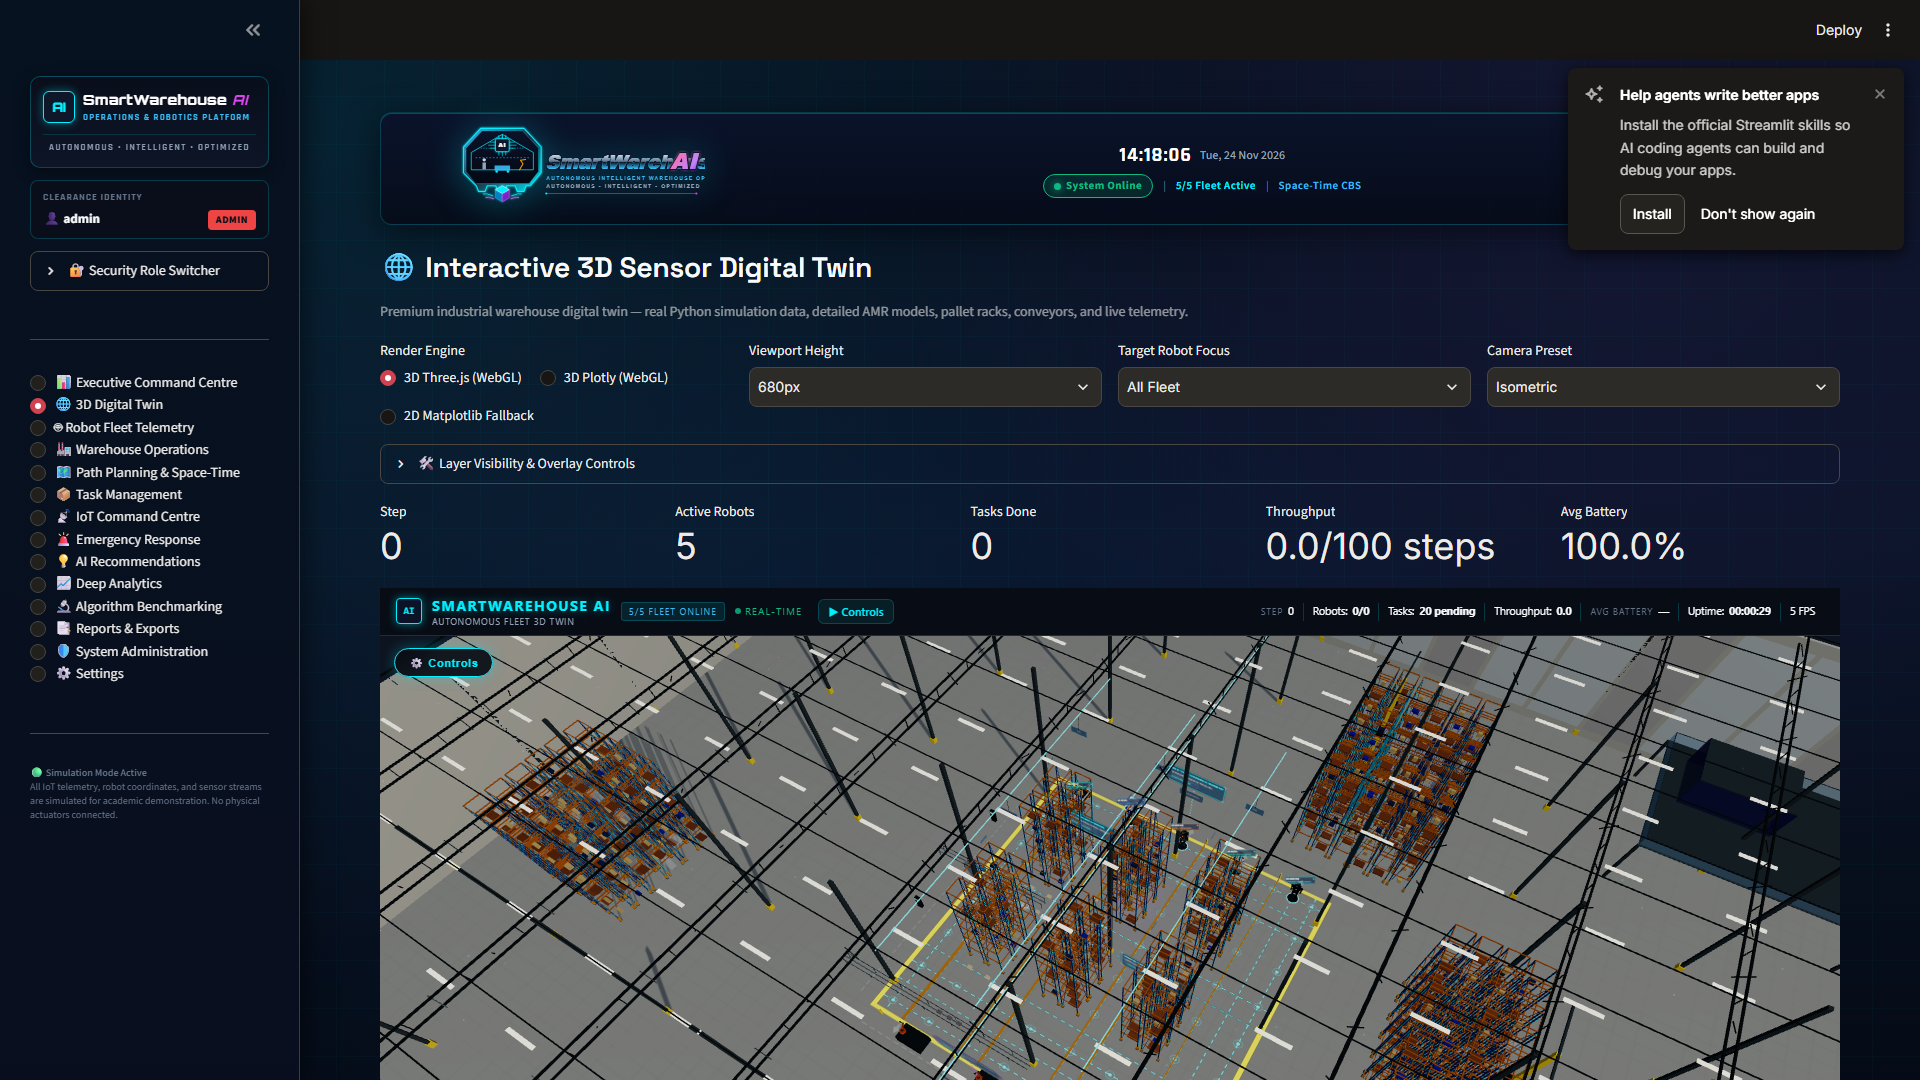 Deploy
AI
SmartWarehouse AI
OPERATIONS & ROBOTICS PLATFORM
AUTONOMOUS • INTELLIGENT • OPTIMIZED
CLEARANCE IDENTITY
admin
ADMIN
Security Role Switcher
Executive Command Centre
3D Digital Twin
Robot Fleet Telemetry
Warehouse Operations
Path Planning & Space-Time
Task Management
IoT Command Centre
Emergency Response
AI Recommendations
Deep Analytics
Algorithm Benchmarking
Reports & Exports
System Administration
Settings
Simulation Mode Active
All IoT telemetry, robot coordinates, and sensor streams
are simulated for academic demonstration. No physical
actuators connected.
AI
AUTONOMOUS INTELLIGENT WAREHOUSE OP
AUTONOMOUS • INTELLIGENT • OPTIMIZED
14:18:06 Tue, 24 Nov 2026
System Online | 5/5 Fleet Active | Space-Time CBS
Help agents write better apps
Install the official Streamlit skills so
AI coding agents can build and
debug your apps.
Install Don't show again
Interactive 3D Sensor Digital Twin
Premium industrial warehouse digital twin — real Python simulation data, detailed AMR models, pallet racks, conveyors, and live telemetry.
Render Engine
3D Three.js (WebGL) 3D Plotly (WebGL)
2D Matplotlib Fallback
Viewport Height
680px
Target Robot Focus
All Fleet
Camera Preset
Isometric
Layer Visibility & Overlay Controls
Step
0
Active Robots
5
Tasks Done
0
Throughput
0.0/100 steps
Avg Battery
100.0%
AI
SMARTWAREHOUSE AI
AUTONOMOUS FLEET 3D TWIN
5/5 FLEET ONLINE
REAL-TIME
▶ Controls
STEP 0
Robots: 0/0
Tasks: 20 pending
Throughput: 0.0
AVG BATTERY —
Uptime: 00:00:29
5 FPS
Controls